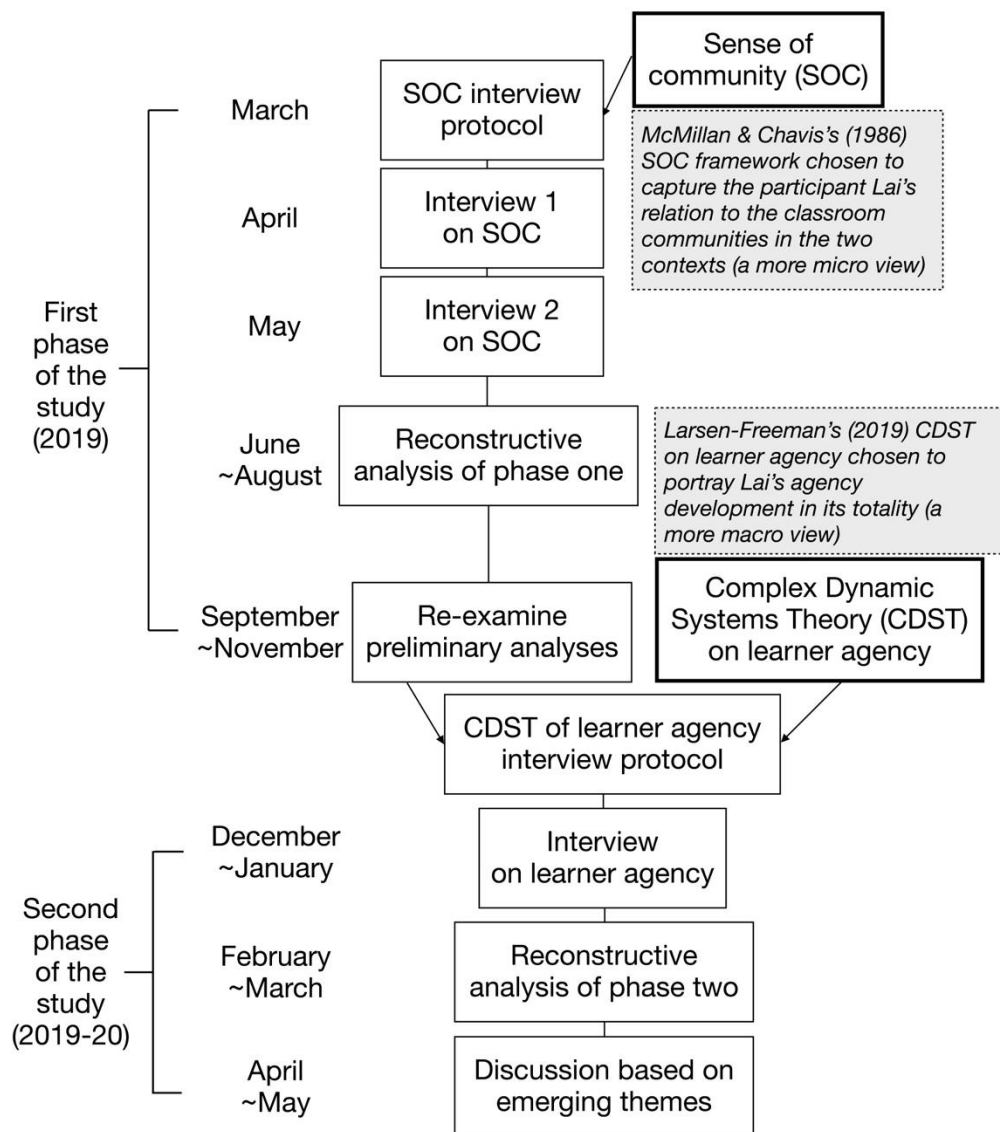 Sense of
community (SOC)
March
SOC interview
protocol
McMillan & Chavis's (1986)
SOC framework chosen to
capture the participant Lai's
relation to the classroom
communities in the two
contexts (a more micro view)
April
Interview 1
on SOC
May
Interview 2
on SOC
First
phase
of the
study
(2019)
June
~August
Reconstructive
analysis of phase one
Larsen-Freeman's (2019) CDST
on learner agency chosen to
portray Lai's agency
development in its totality (a
more macro view)
September
~November
Re-examine
preliminary analyses
Complex Dynamic
Systems Theory (CDST)
on learner agency
CDST of learner agency
interview protocol
December
~January
Interview
on learner agency
Second
phase
of the
study
(2019-20)
February
~March
Reconstructive
analysis of phase two
April
~May
Discussion based on
emerging themes